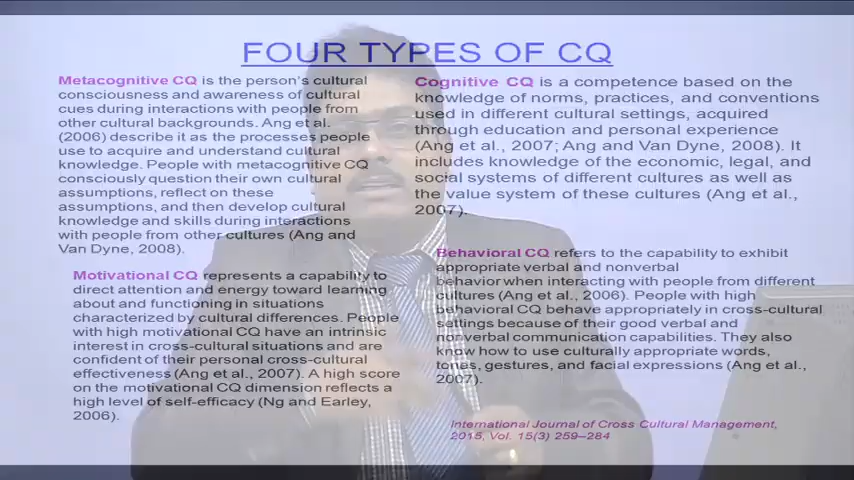 FOUR TYPES OF CQ
Metacognitive CQ is the person's cultural
consciousness and awareness of cultural
cues during interactions with people from
other cultural backgrounds. Ang et al.
(2006) describe it as the processes people
use to acquire and understand cultural
knowledge. People with metacognitive CQ
consciously question their own cultural
assumptions, reflect on these
assumptions, and then develop cultural
knowledge and skills during interactions
with people from other cultures (Ang and
Van Dyne, 2008).
Cognitive CQ is a competence based on the
knowledge of norms, practices, and conventions
used in different cultural settings, acquired
through education and personal experience
(Ang et al., 2007; Ang and Van Dyne, 2008). It
includes knowledge of the economic, legal, and
social systems of different cultures as well as
the value system of these cultures (Ang et al.,
2007).
Motivational CQ represents a capability to
direct attention and energy toward learning
about and functioning in situations
characterized by cultural differences. People
with high motivational CQ have an intrinsic
interest in cross-cultural situations and are
confident of their personal cross-cultural
effectiveness (Ang et al., 2007). A high score
on the motivational CQ dimension reflects a
high level of self-efficacy (Ng and Earley,
2006).
Behavioral CQ refers to the capability to exhibit
appropriate verbal and nonverbal
behavior when interacting with people from different
cultures (Ang et al., 2006). People with high
behavioral CQ behave appropriately in cross-cultural
settings because of their good verbal and
nonverbal communication capabilities. They also
know how to use culturally appropriate words,
tones, gestures, and facial expressions (Ang et al.,
2007).
International Journal of Cross Cultural Management,
2015, Vol. 15(3) 259–284